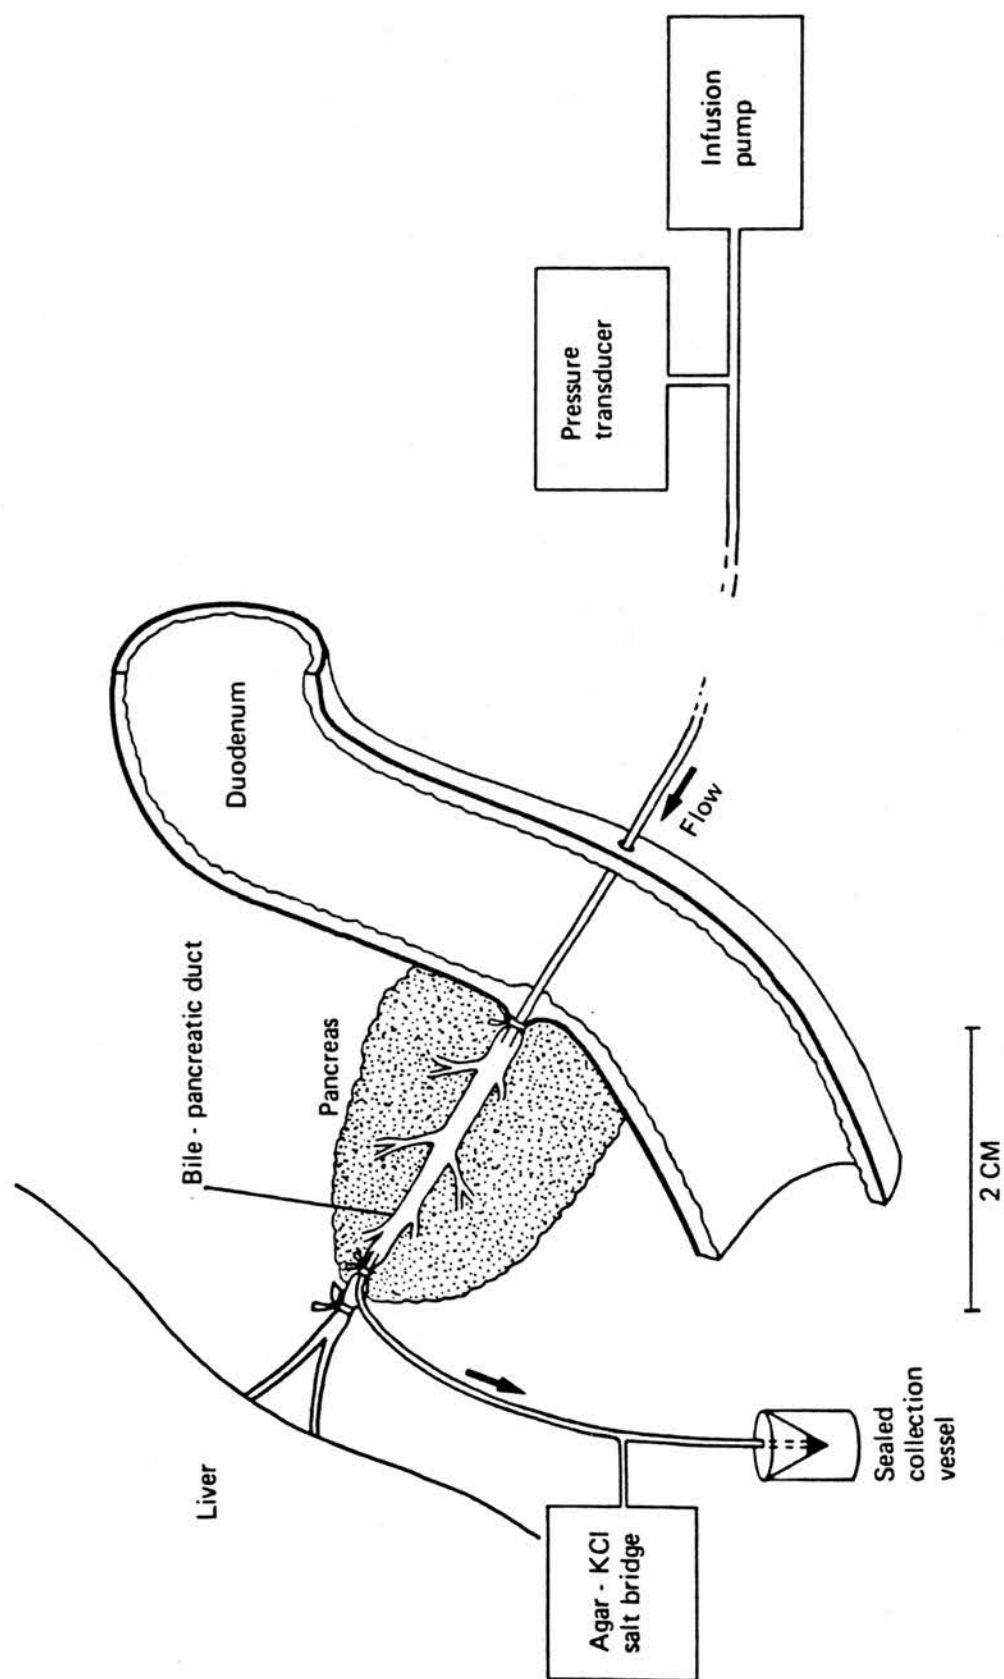 Liver
Bile - pancreatic duct
Pancreas
Duodenum
Flow
Pressure
transducer
Infusion
pump
Agar - KCl
salt bridge
Sealed
collection
vessel
2 CM